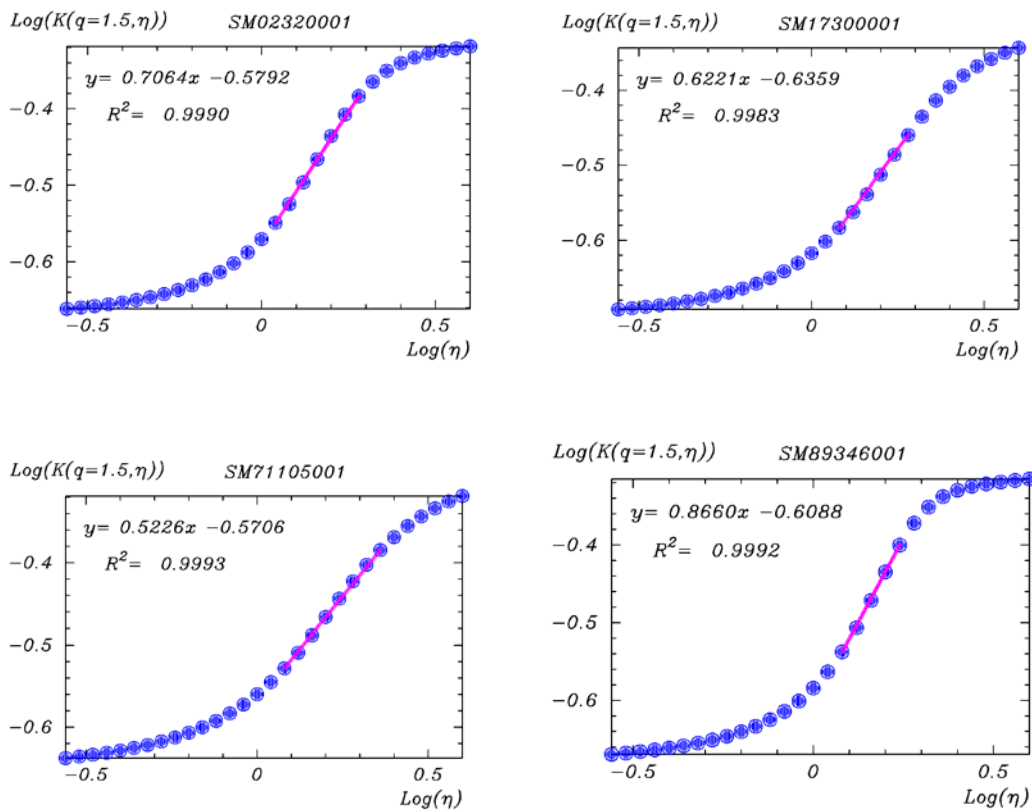 Log(K(q=1.5,η)) SM02320001
y= 0.7064x −0.5792
R²= 0.9990
−0.4
−0.5
−0.6
−0.5 0 0.5
Log(η)
Log(K(q=1.5,η)) SM17300001
y= 0.6221x −0.6359
R²= 0.9983
−0.4
−0.5
−0.6
−0.5 0 0.5
Log(η)
Log(K(q=1.5,η)) SM71105001
y= 0.5226x −0.5706
R²= 0.9993
−0.4
−0.5
−0.6
−0.5 0 0.5
Log(η)
Log(K(q=1.5,η)) SM89346001
y= 0.8660x −0.6088
R²= 0.9992
−0.4
−0.5
−0.6
−0.5 0 0.5
Log(η)